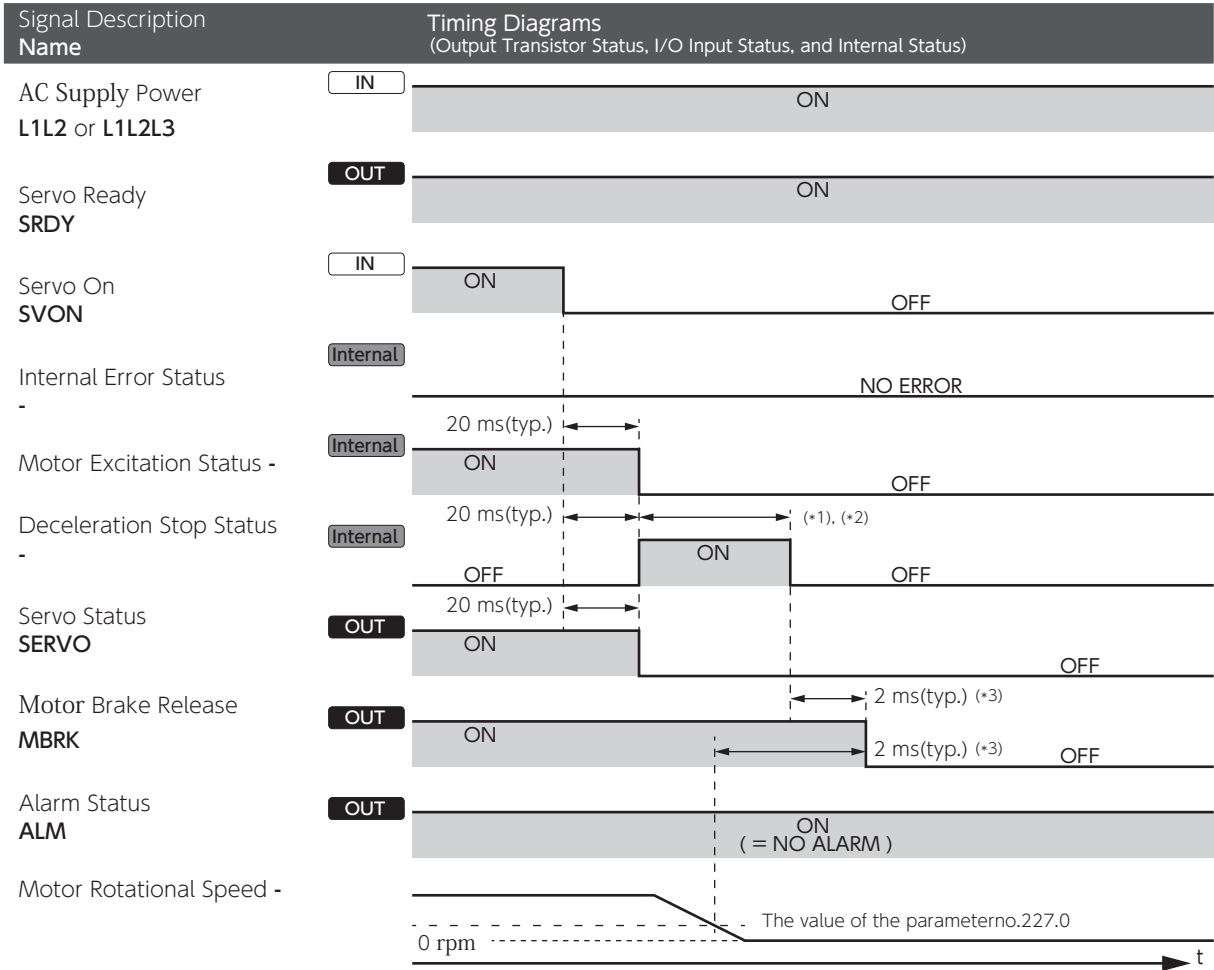 Signal Description
Name
Timing Diagrams
(Output Transistor Status, I/O Input Status, and Internal Status)
AC Supply Power
L1L2 or L1L2L3
IN
ON
Servo Ready
SRDY
OUT
ON
Servo On
SVON
IN
ON
OFF
Internal Error Status
-
Internal
NO ERROR
20 ms(typ.)
Motor Excitation Status -
Internal
ON
OFF
20 ms(typ.)
(*1), (*2)
Deceleration Stop Status
-
Internal
ON
OFF
OFF
20 ms(typ.)
Servo Status
SERVO
OUT
ON
OFF
2 ms(typ.) (*3)
Motor Brake Release
MBRK
OUT
ON
2 ms(typ.) (*3)
OFF
Alarm Status
ALM
OUT
ON
( = NO ALARM )
Motor Rotational Speed -
The value of the parameterno.227.0
0 rpm
t